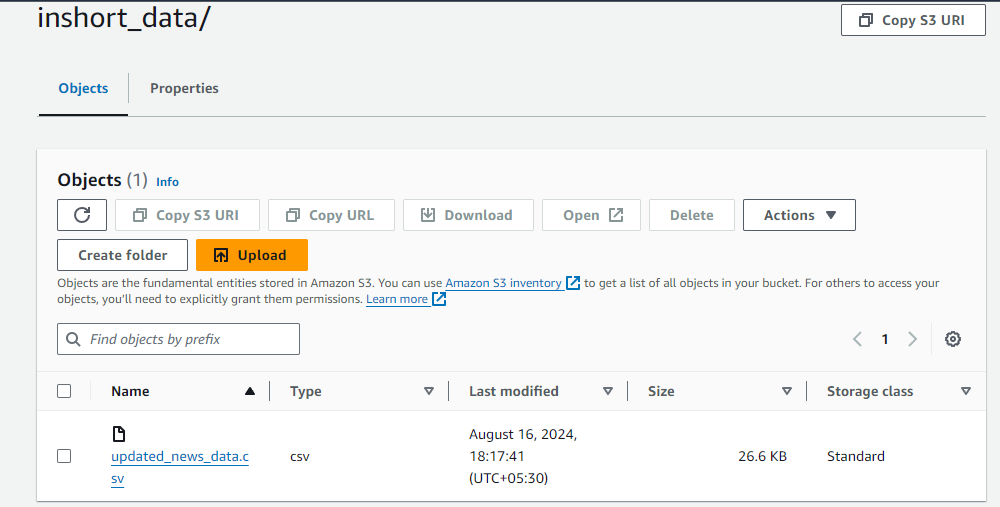 inshort_data/
Copy S3 URI
Objects
Properties
Objects (1) Info
Copy S3 URI
Copy URL
Download
Open
Delete
Actions
Create folder
Upload
Objects are the fundamental entities stored in Amazon S3. You can use Amazon S3 inventory to get a list of all objects in your bucket. For others to access your
objects, you'll need to explicitly grant them permissions. Learn more
Find objects by prefix
1
Name
Type
Last modified
Size
Storage class
updated_news_data.c
sv
csv
August 16, 2024,
18:17:41
(UTC+05:30)
26.6 KB
Standard